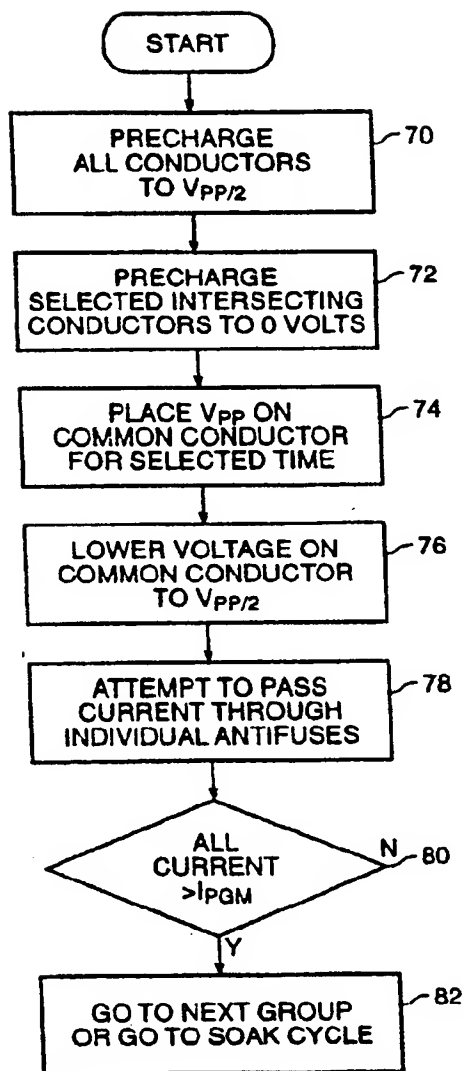 START
PRECHARGE
ALL CONDUCTORS
TO VPP/2
70
PRECHARGE
SELECTED INTERSECTING
CONDUCTORS TO 0 VOLTS
72
PLACE VPP ON
COMMON CONDUCTOR
FOR SELECTED TIME
74
LOWER VOLTAGE ON
COMMON CONDUCTOR
TO VPP/2
76
ATTEMPT TO PASS
CURRENT THROUGH
INDIVIDUAL ANTIFUSES
78
ALL
CURRENT
>IPGM
N
80
Y
GO TO NEXT GROUP
OR GO TO SOAK CYCLE
82